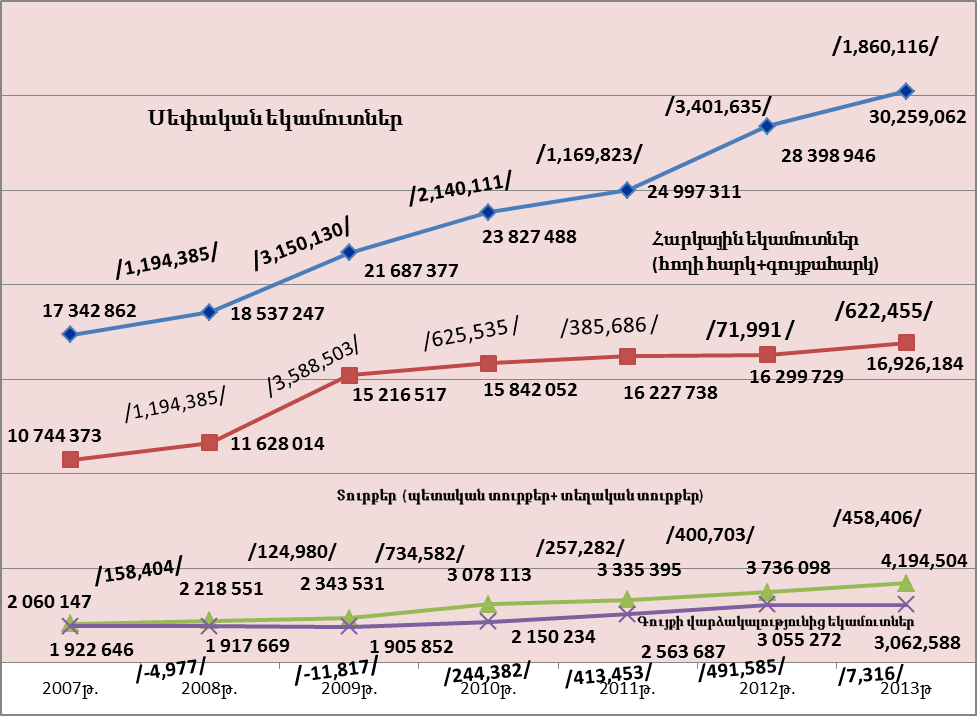 /1,860,116/
30,259,062
Սեփական եկամուտներ
/3,401,635/
28 398 946
/1,169,823/
24 997 311
/2,140,111/
23 827 488
/3,150,130/
21 687 377
/1,194,385/
17 342 862
18 537 247
Հարկային եկամուտներ
(հողի հարկ+գույքահարկ)
/622,455/
16,926,184
/71,991 /
16 299 729
/385,686 /
16 227 738
/625,535 /
15 842 052
/3,588,503/
15 216 517
/1,194,385/
10 744 373
11 628 014
Տուրքեր (պետական տուրքեր+ տեղական տուրքեր)
/458,406/
4,194,504
/400,703/
3 736 098
/257,282/
3 335 395
/734,582/
3 078 113
/124,980/
2 343 531
/158,404/
2 218 551
2 060 147
Գույքի վարձակալությունից եկամուտներ
1 922 646
1 917 669
1 905 852
2 150 234
2 563 687
3 055 272
3,062,588
/-4,977/
/-11,817/
/244,382/
/413,453/
/491,585/
/7,316/
2007թ.
2008թ.
2009թ.
2010թ.
2011թ.
2012թ.
2013թ